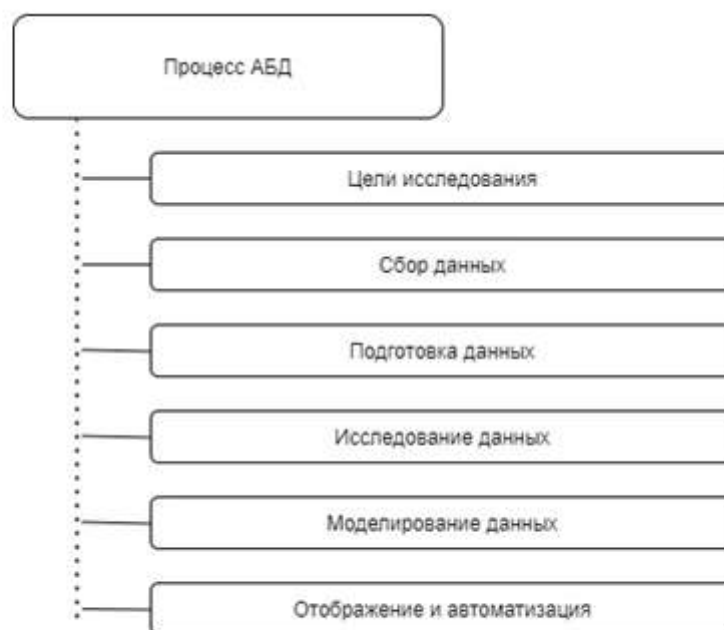 Процесс АБД
Цели исследования
Сбор данных
Подготовка данных
Исследование данных
Моделирование данных
Отображение и автоматизация